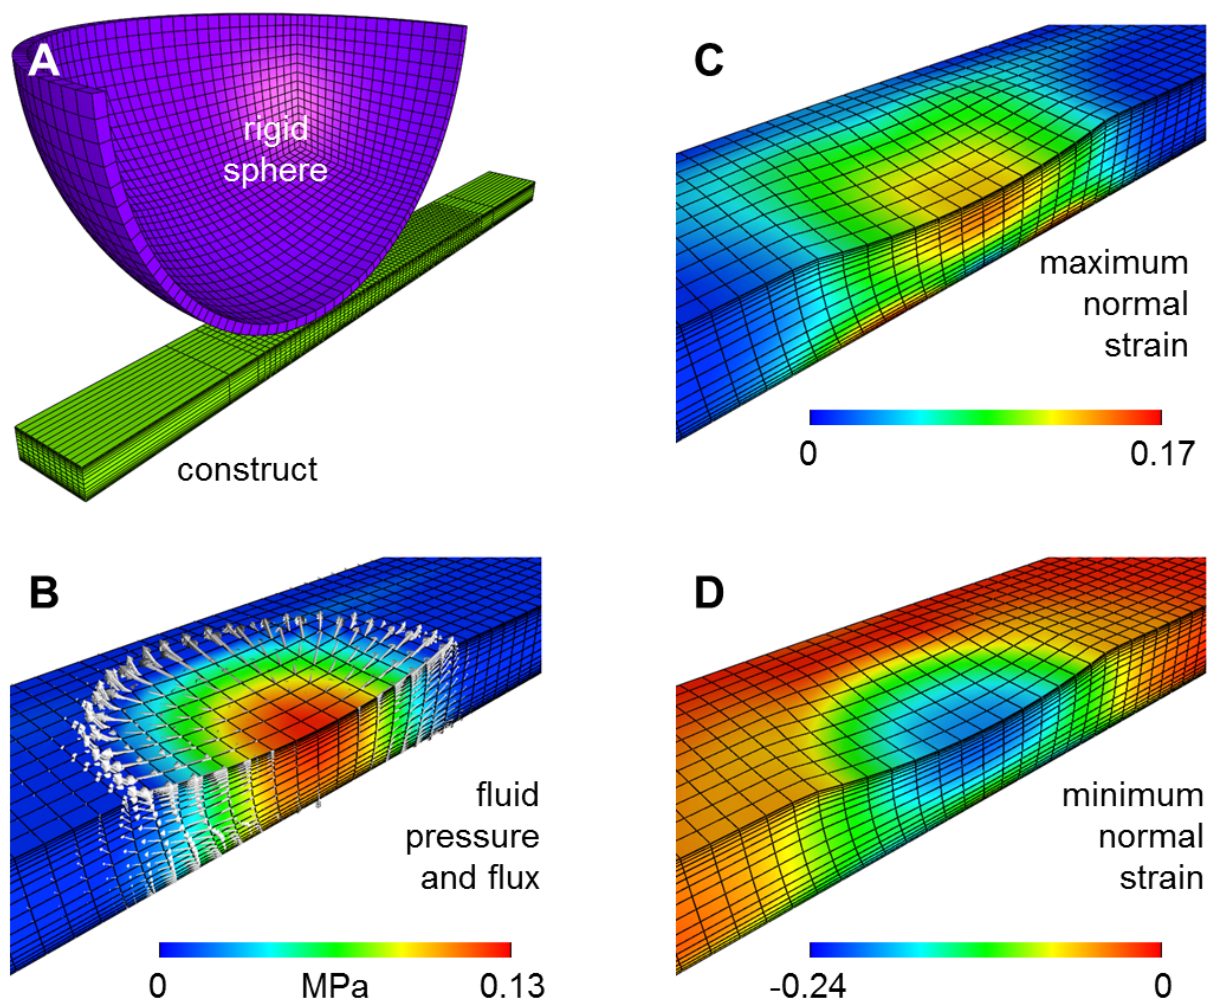 A
rigid
sphere
construct
B
fluid
pressure
and flux
0 MPa 0.13
C
maximum
normal
strain
0 0.17
D
minimum
normal
strain
-0.24 0